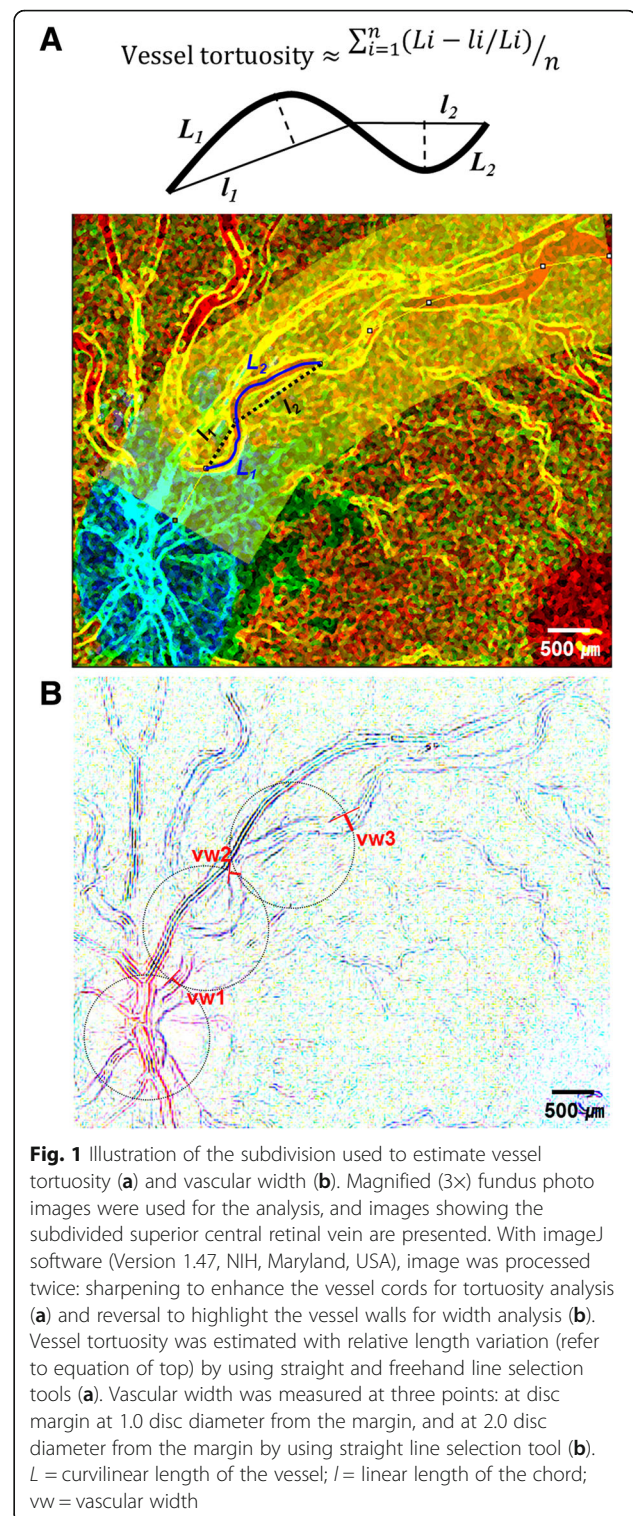 A
Vessel tortuosity ≈ ∑ⁿᵢ₌₁(Li − li/Li)/n
L₁
l₂
l₁
L₂
L₂
l₁
l₂
L₁
500 μm
B
vw2
vw3
vw1
500 μm
Fig. 1 Illustration of the subdivision used to estimate vessel
tortuosity (a) and vascular width (b). Magnified (3×) fundus photo
images were used for the analysis, and images showing the
subdivided superior central retinal vein are presented. With imageJ
software (Version 1.47, NIH, Maryland, USA), image was processed
twice: sharpening to enhance the vessel cords for tortuosity analysis
(a) and reversal to highlight the vessel walls for width analysis (b).
Vessel tortuosity was estimated with relative length variation (refer
to equation of top) by using straight and freehand line selection
tools (a). Vascular width was measured at three points: at disc
margin at 1.0 disc diameter from the margin, and at 2.0 disc
diameter from the margin by using straight line selection tool (b).
L = curvilinear length of the vessel; l = linear length of the chord;
vw = vascular width